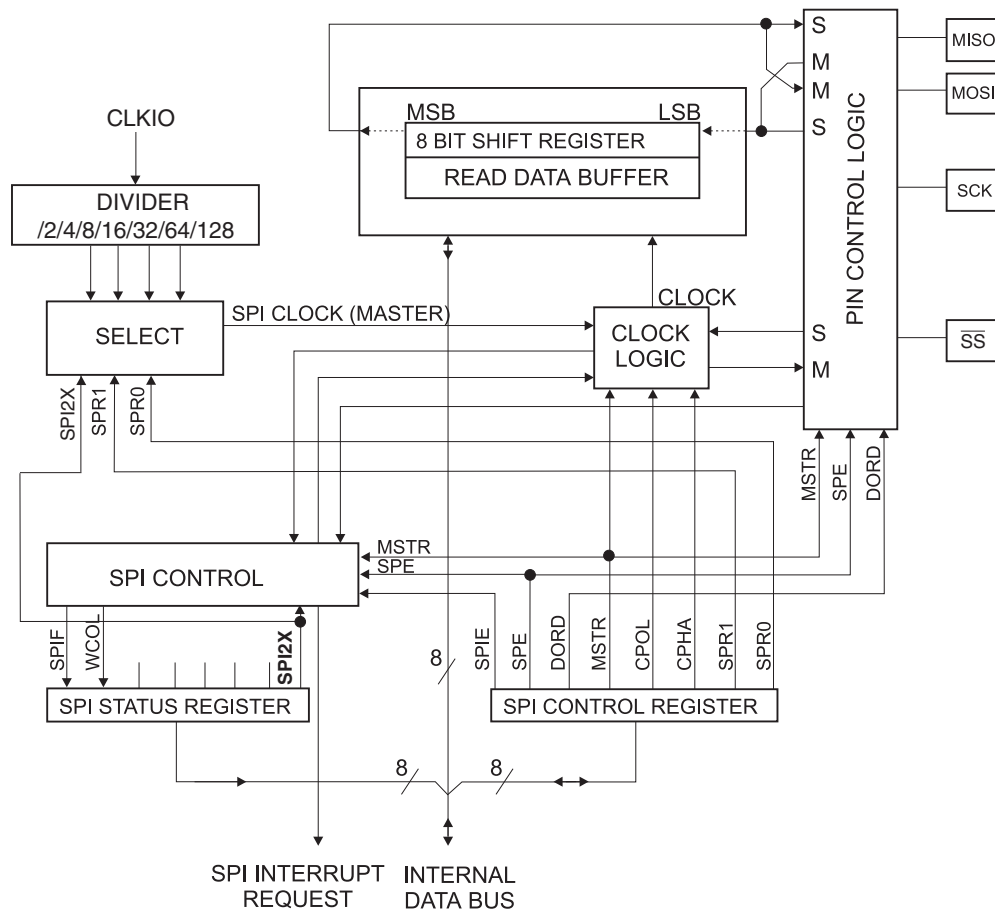 S
MISO
M
MSB
LSB
M
MOSI
CLKIO
8 BIT SHIFT REGISTER
S
READ DATA BUFFER
PIN CONTROL LOGIC
SCK
DIVIDER
/2/4/8/16/32/64/128
SPI CLOCK (MASTER)
CLOCK
SELECT
CLOCK
LOGIC
S
SS
M
SPI2X
SPR1
SPR0
MSTR
SPE
DORD
MSTR
SPE
SPI CONTROL
SPIF
WCOL
SPI2X
8
SPIE
SPE
DORD
MSTR
CPOL
CPHA
SPR1
SPR0
SPI STATUS REGISTER
SPI CONTROL REGISTER
8
8
SPI INTERRUPT
REQUEST
INTERNAL
DATA BUS